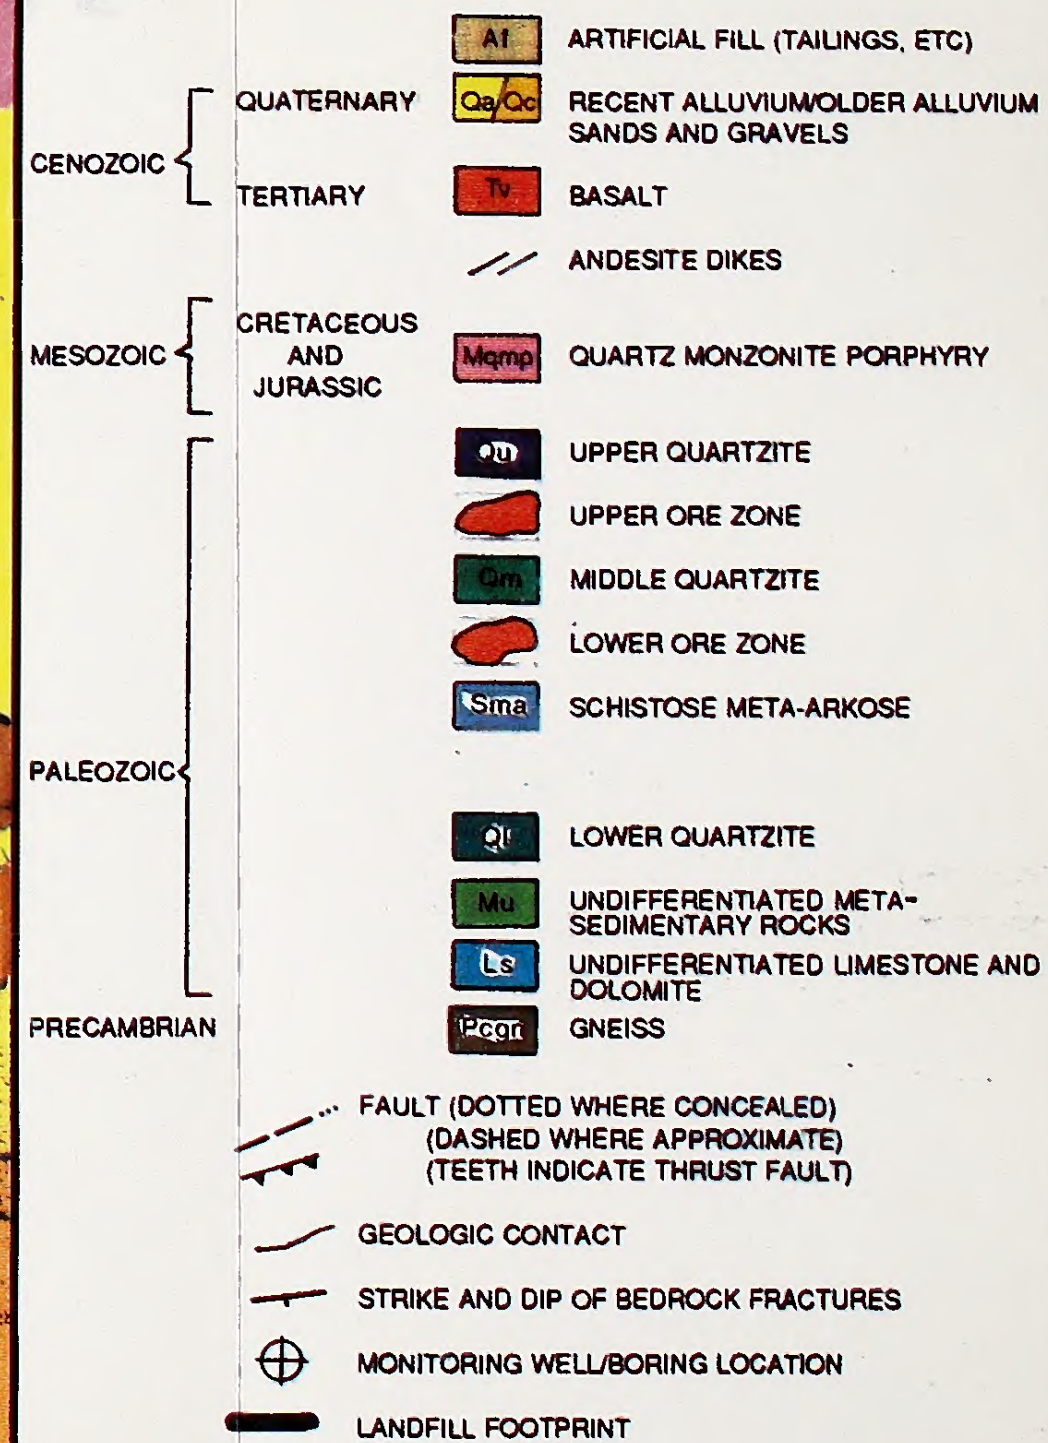 Af ARTIFICIAL FILL (TAILINGS, ETC)
QUATERNARY Qa/Qc RECENT ALLUVIUM/OLDER ALLUVIUM
SANDS AND GRAVELS
CENOZOIC
TERTIARY Tv BASALT
ANDESITE DIKES
CRETACEOUS
MESOZOIC AND Mqmp QUARTZ MONZONITE PORPHYRY
JURASSIC
Qu UPPER QUARTZITE
UPPER ORE ZONE
Qm MIDDLE QUARTZITE
LOWER ORE ZONE
Sma SCHISTOSE META-ARKOSE
PALEOZOIC
Ql LOWER QUARTZITE
Mu UNDIFFERENTIATED META-
SEDIMENTARY ROCKS
Ls UNDIFFERENTIATED LIMESTONE AND
DOLOMITE
PRECAMBRIAN Pcgn GNEISS
FAULT (DOTTED WHERE CONCEALED)
(DASHED WHERE APPROXIMATE)
(TEETH INDICATE THRUST FAULT)
GEOLOGIC CONTACT
STRIKE AND DIP OF BEDROCK FRACTURES
MONITORING WELL/BORING LOCATION
LANDFILL FOOTPRINT